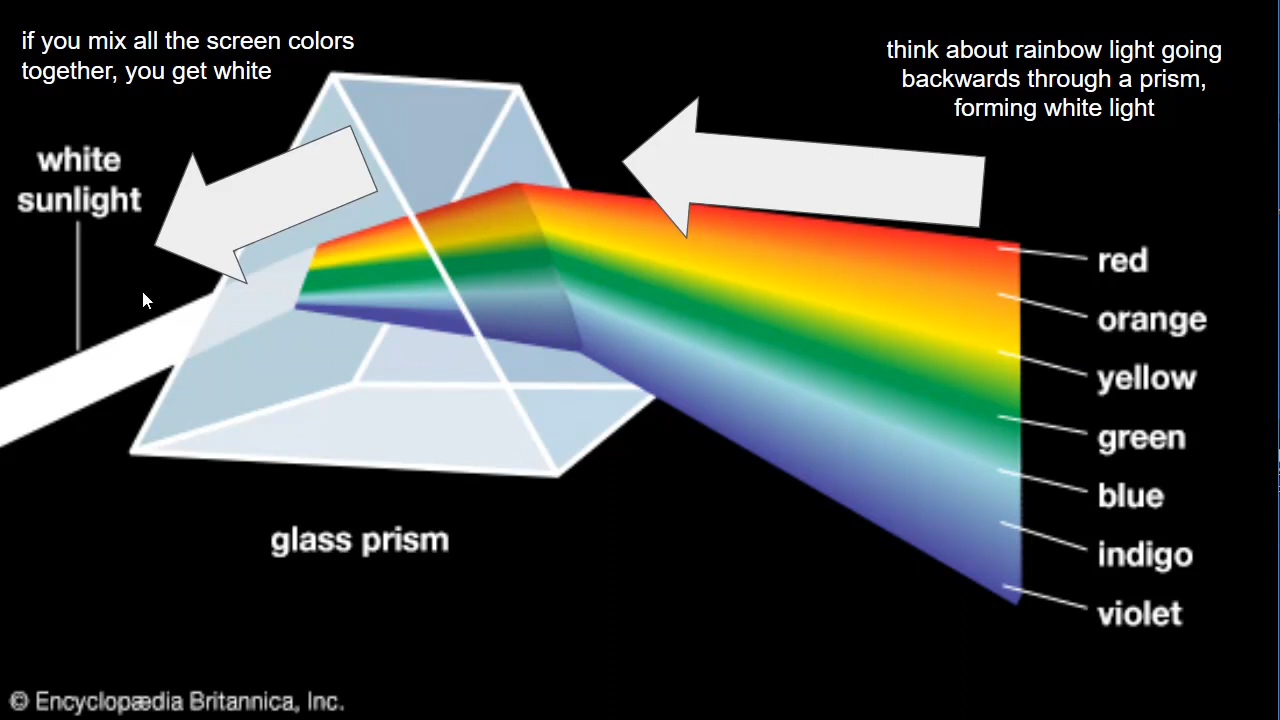 if you mix all the screen colors
together, you get white
think about rainbow light going
backwards through a prism,
forming white light
white
sunlight
red
orange
yellow
green
blue
indigo
violet
glass prism
© Encyclopædia Britannica, Inc.